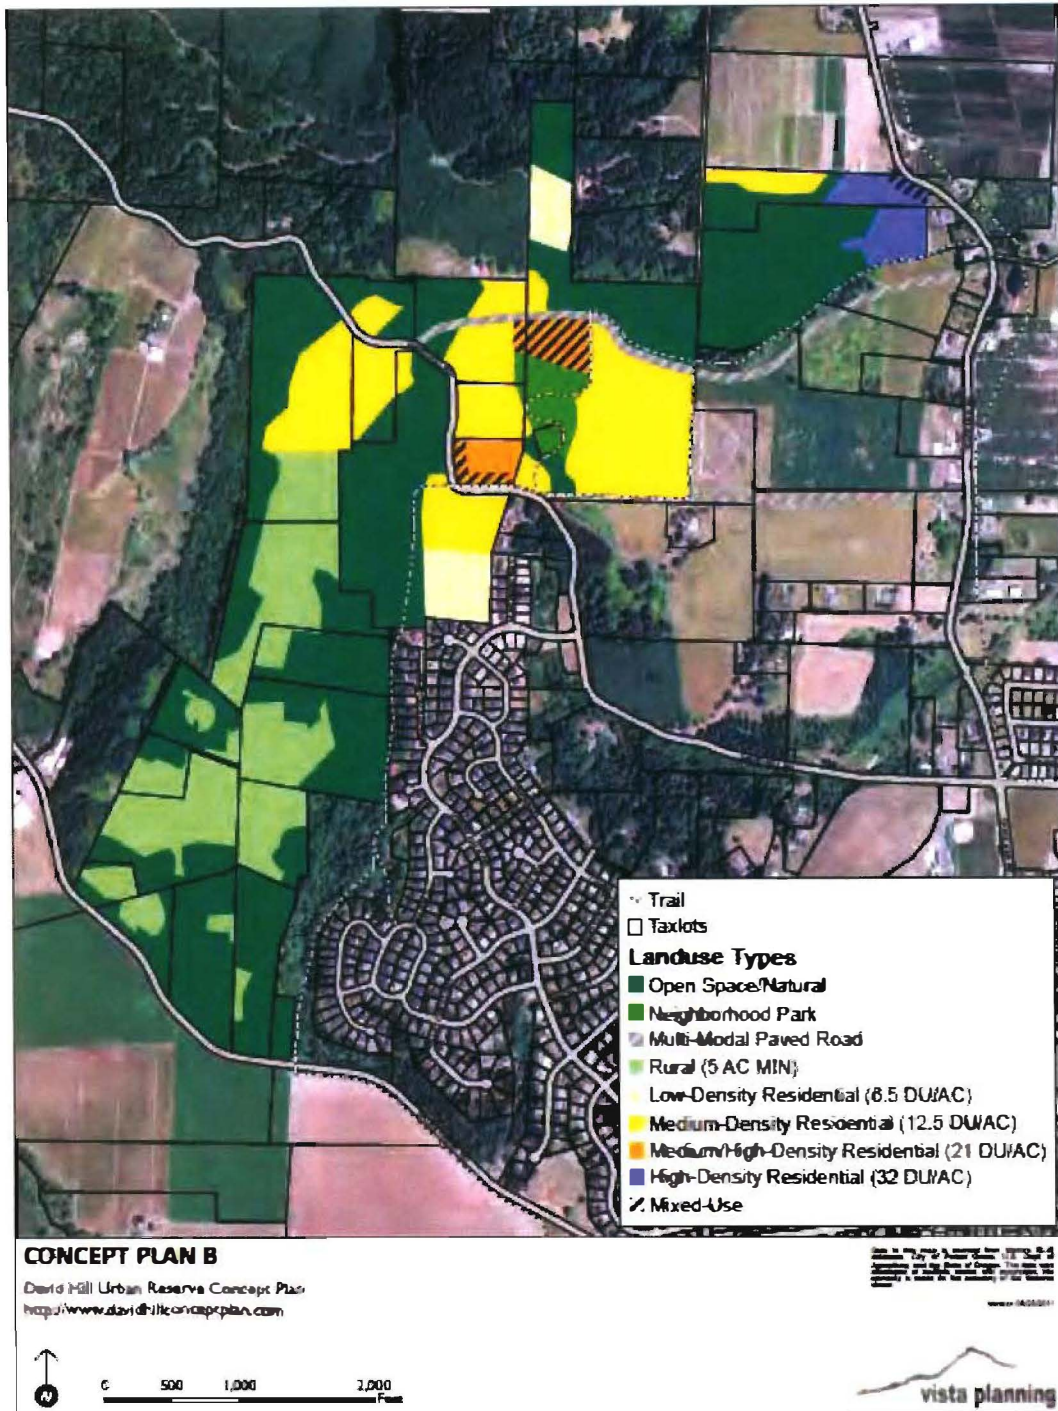 Trail
Taxlots
Landuse Types
Open Space/Natural
Neighborhood Park
Multi-Modal Paved Road
Rural (5 AC MIN)
Low-Density Residential (6.5 DU/AC)
Medium-Density Residential (12.5 DU/AC)
Medium/High-Density Residential (21 DU/AC)
High-Density Residential (32 DU/AC)
Mixed-Use
CONCEPT PLAN B
David Hill Urban Reserve Concept Plan
http://www.davidhillconceptplan.com
N
0 500 1,000 2,000
Feet
vista planning